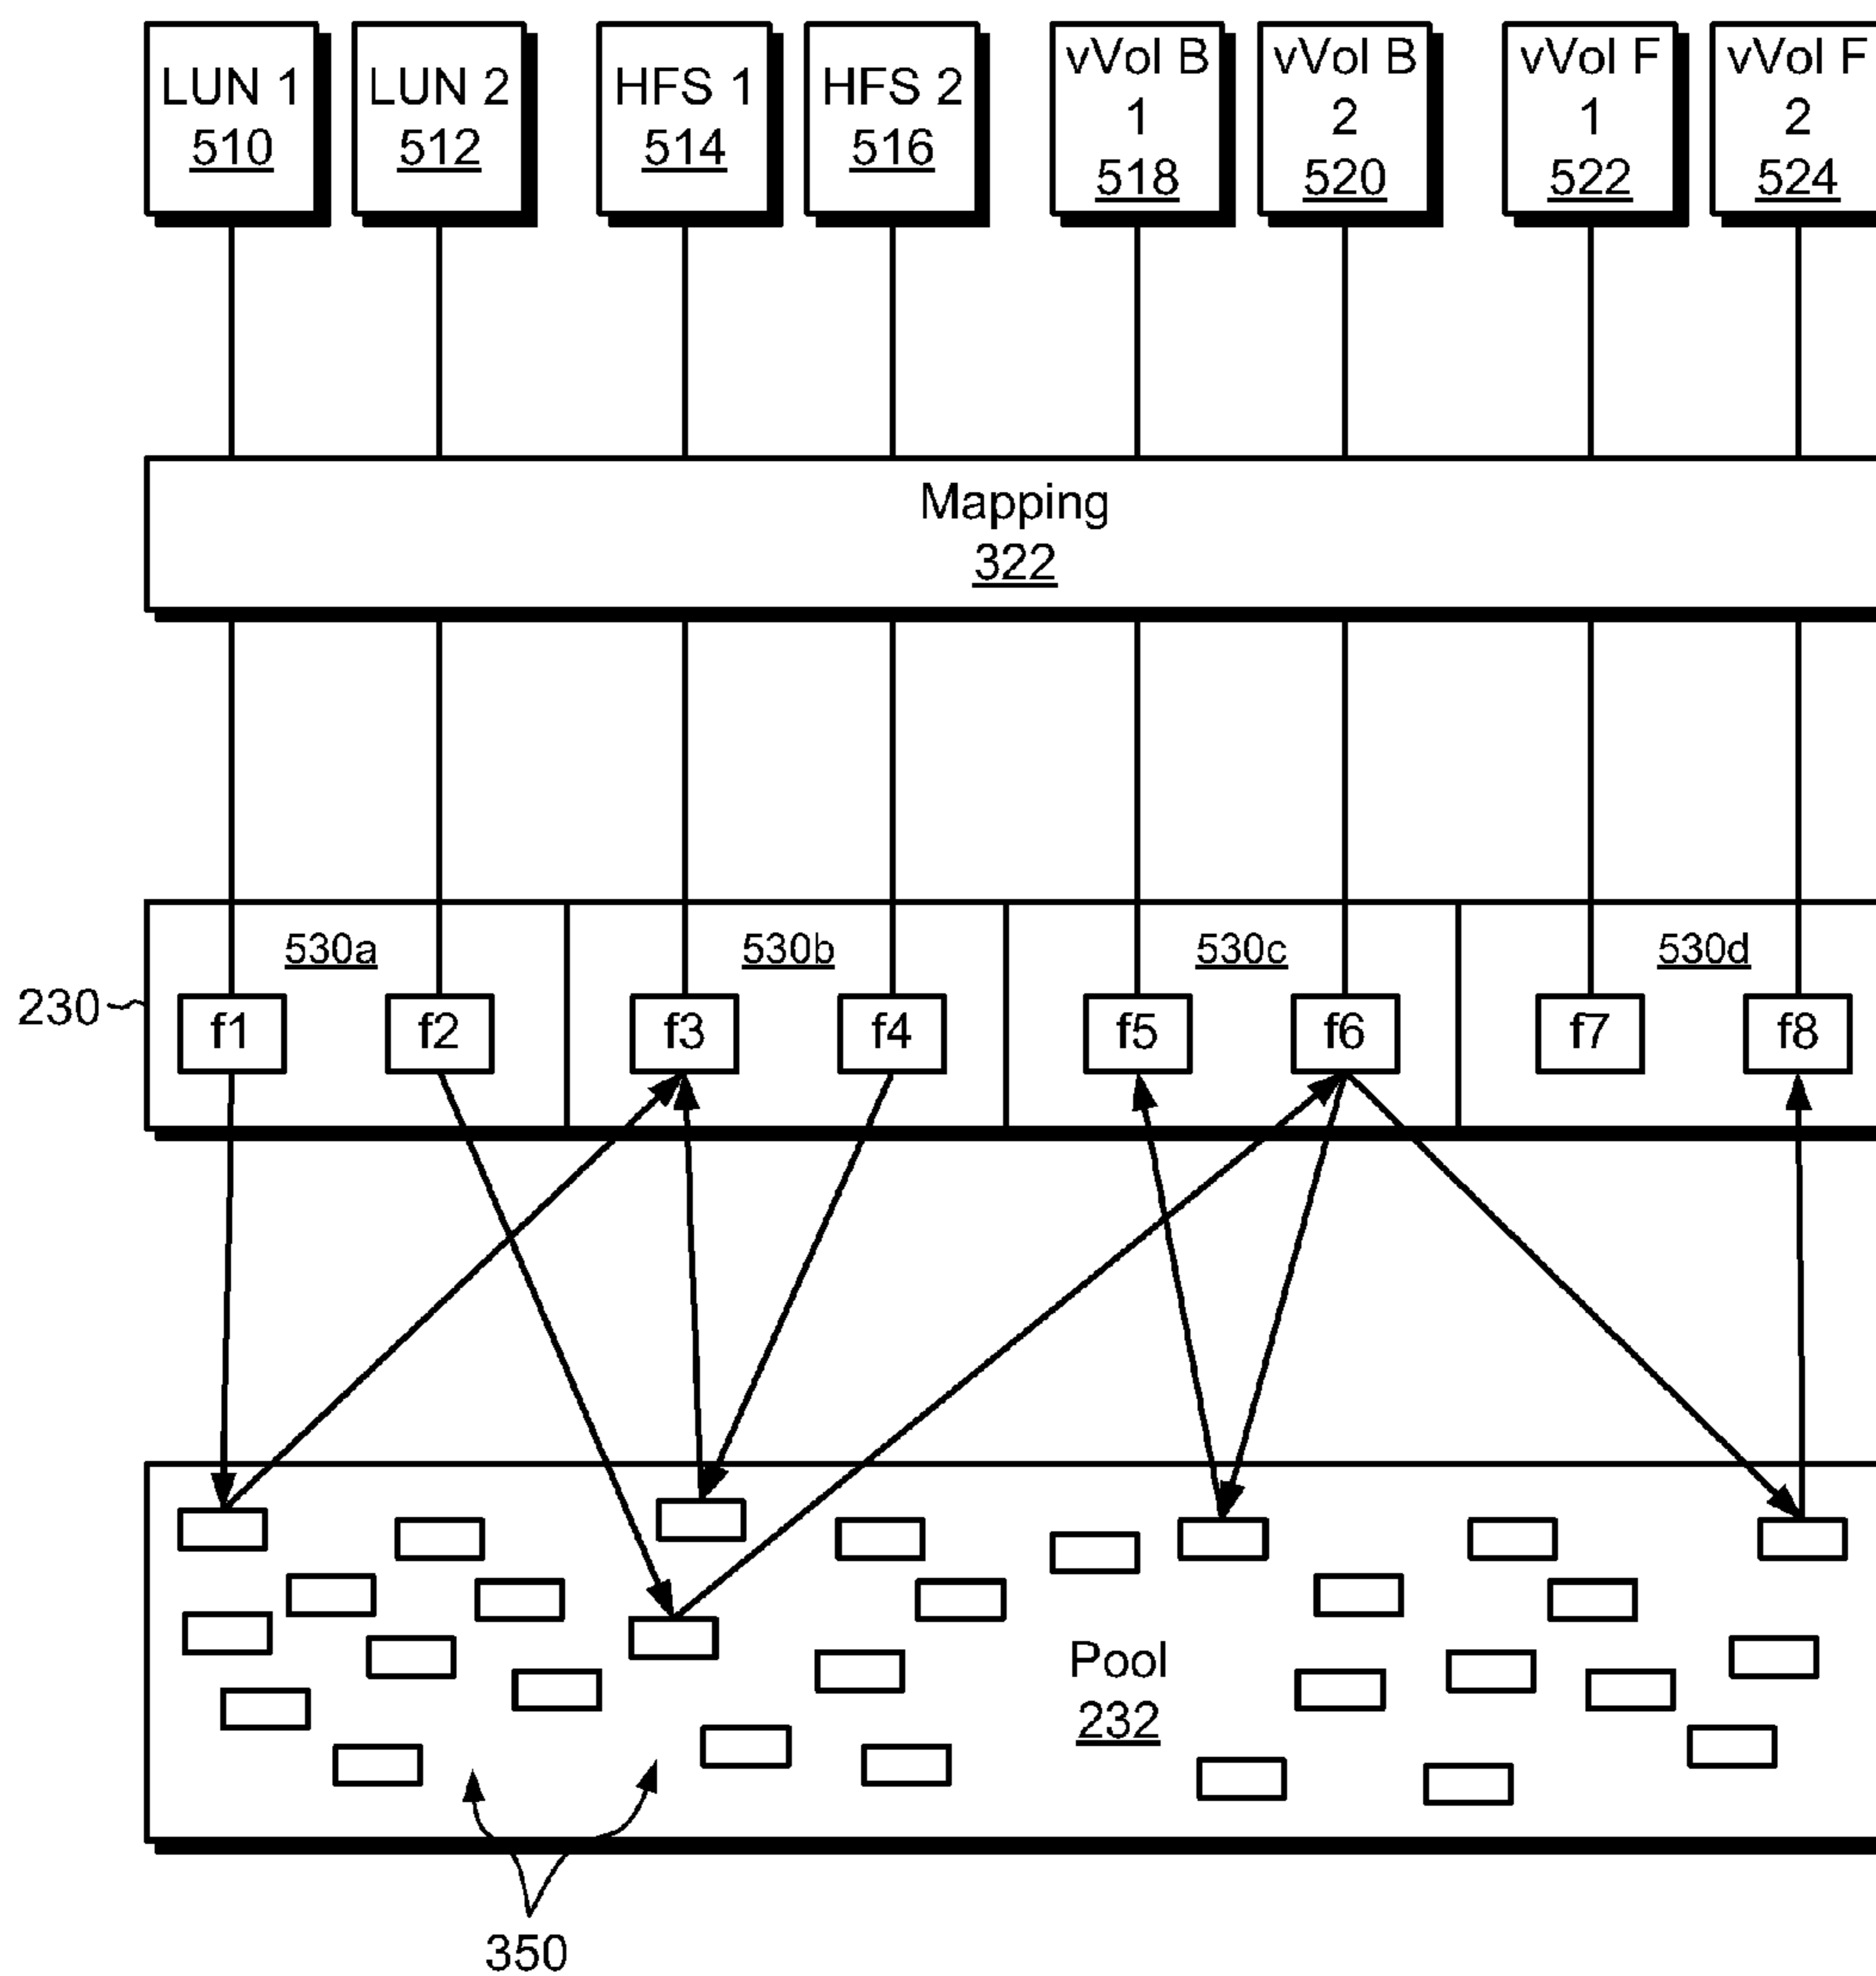 LUN 1
510
LUN 2
512
HFS 1
514
HFS 2
516
vVol B
1
518
vVol B
2
520
vVol F
1
522
vVol F
2
524
Mapping
322
530a
530b
530c
530d
230
f1
f2
f3
f4
f5
f6
f7
f8
Pool
232
350